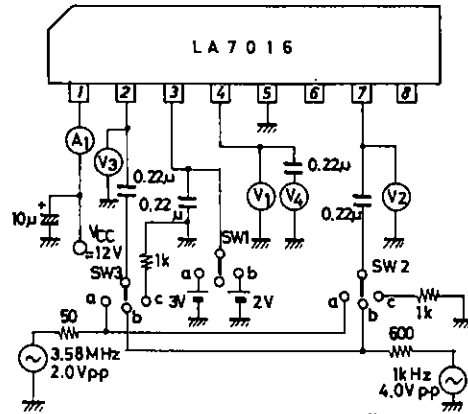 LA7016
1 2 3 4 5 6 7 8
A1
V3
0.22μ
0.22
μ
0.22μ
V1 V4
0.22μ
V2
10μ
+
VCC
=12V
1k
SW1
a b
3V 2V
SW3
a b c
SW2
a b c
1k
50
600
3.58MHz
2.0Vp-p
1kHz
4.0Vp-p